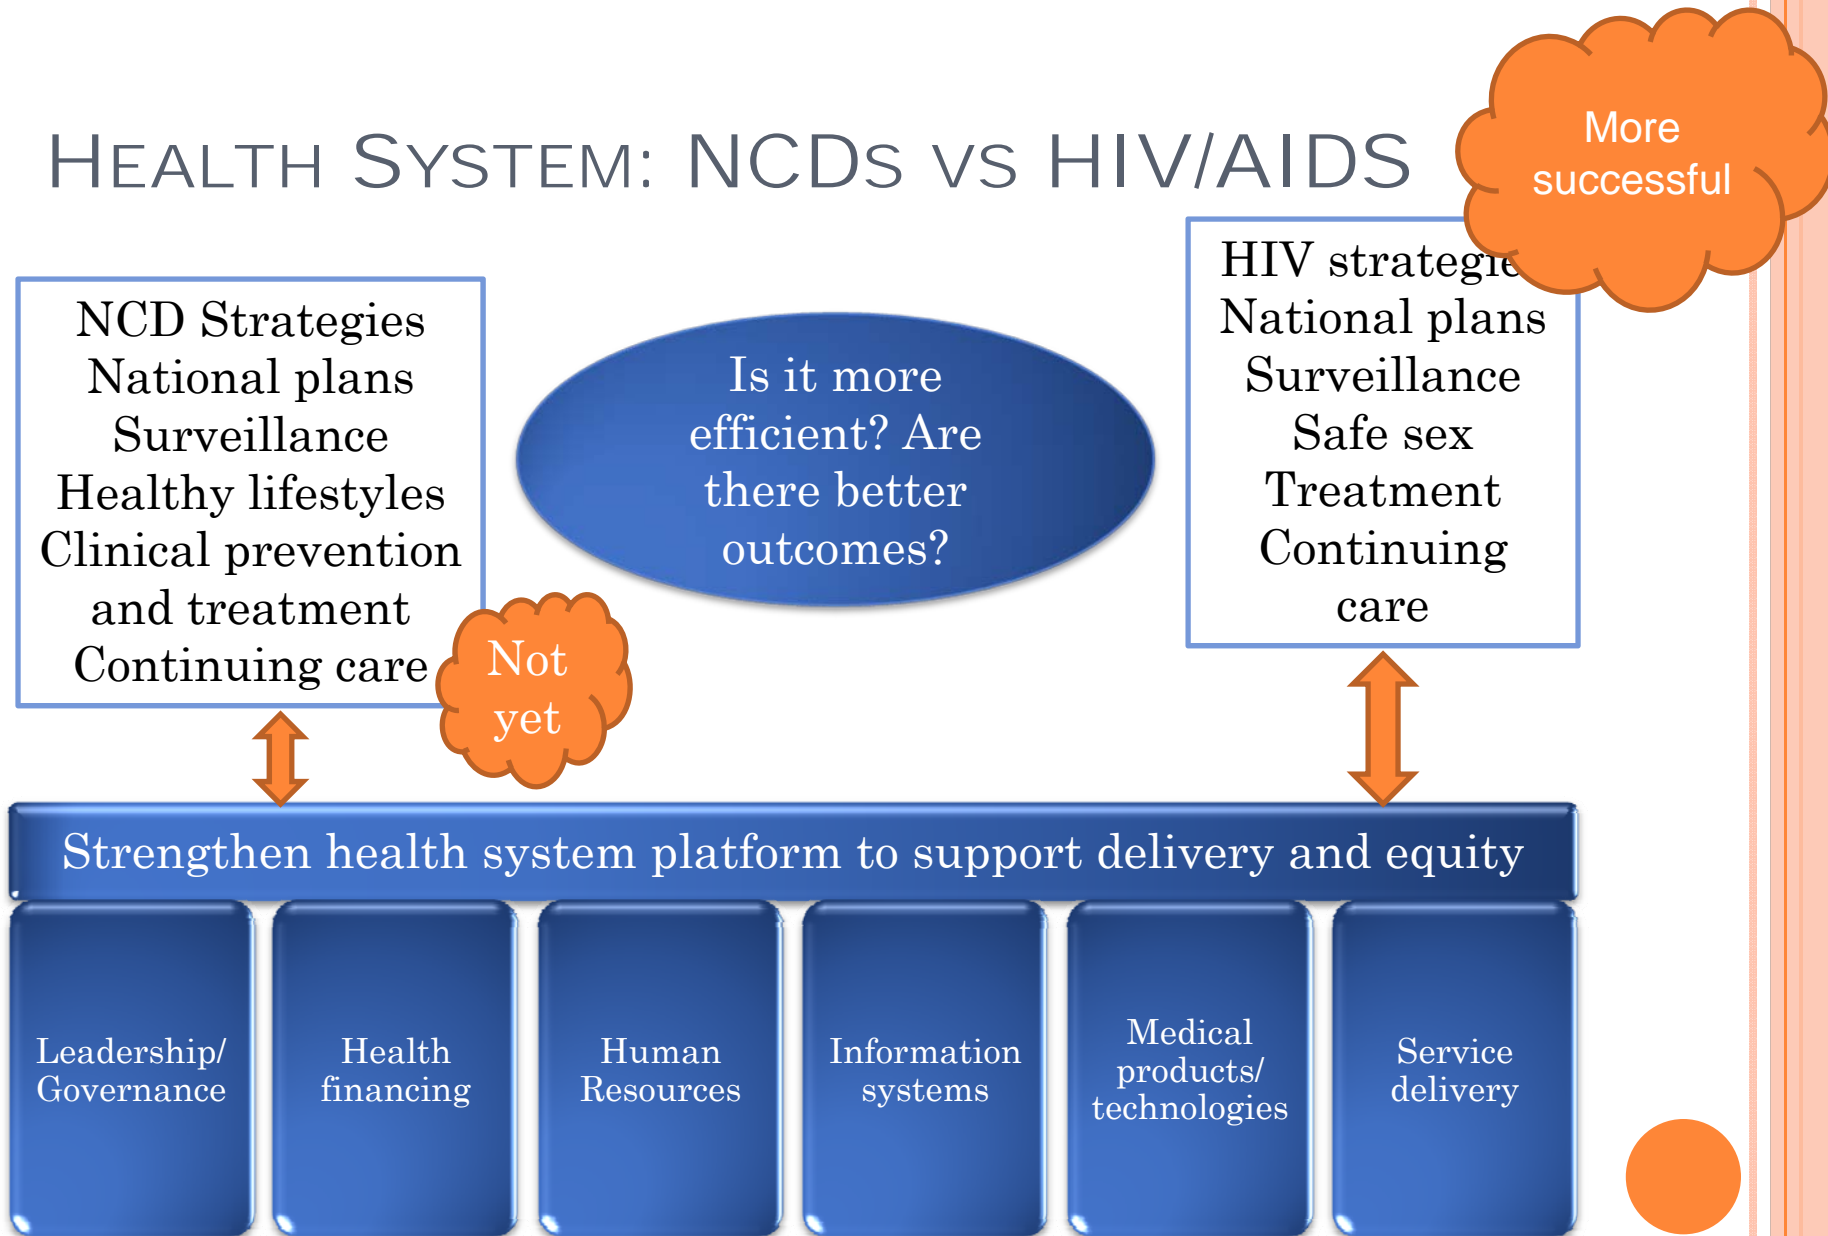 HEALTH SYSTEM: NCDS VS HIV/AIDS
More
successful
NCD Strategies
National plans
Surveillance
Healthy lifestyles
Clinical prevention
and treatment
Continuing care
Not
yet
Is it more
efficient? Are
there better
outcomes?
HIV strategie
National plans
Surveillance
Safe sex
Treatment
Continuing
care
Strengthen health system platform to support delivery and equity
Leadership/
Governance
Health
financing
Human
Resources
Information
systems
Medical
products/
technologies
Service
delivery